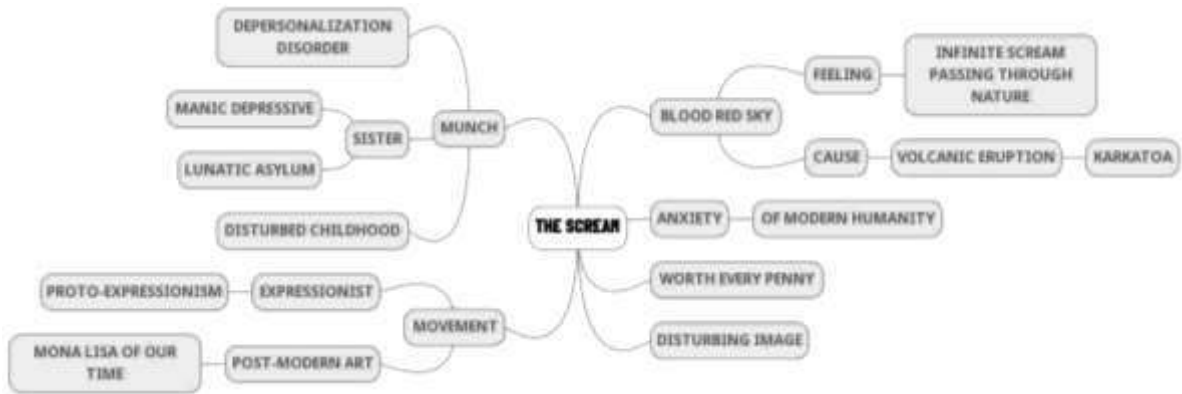 DEPERSONALIZATION
DISORDER
MANIC DEPRESSIVE
LUNATIC ASYLUM
SISTER
MUNCH
DISTURBED CHILDHOOD
PROTO-EXPRESSIONISM
EXPRESSIONIST
MOVEMENT
MONA LISA OF OUR
TIME
POST-MODERN ART
THE SCREAM
BLOOD RED SKY
FEELING
INFINITE SCREAM
PASSING THROUGH
NATURE
CAUSE
VOLCANIC ERUPTION
KARKATOA
ANXIETY
OF MODERN HUMANITY
WORTH EVERY PENNY
DISTURBING IMAGE